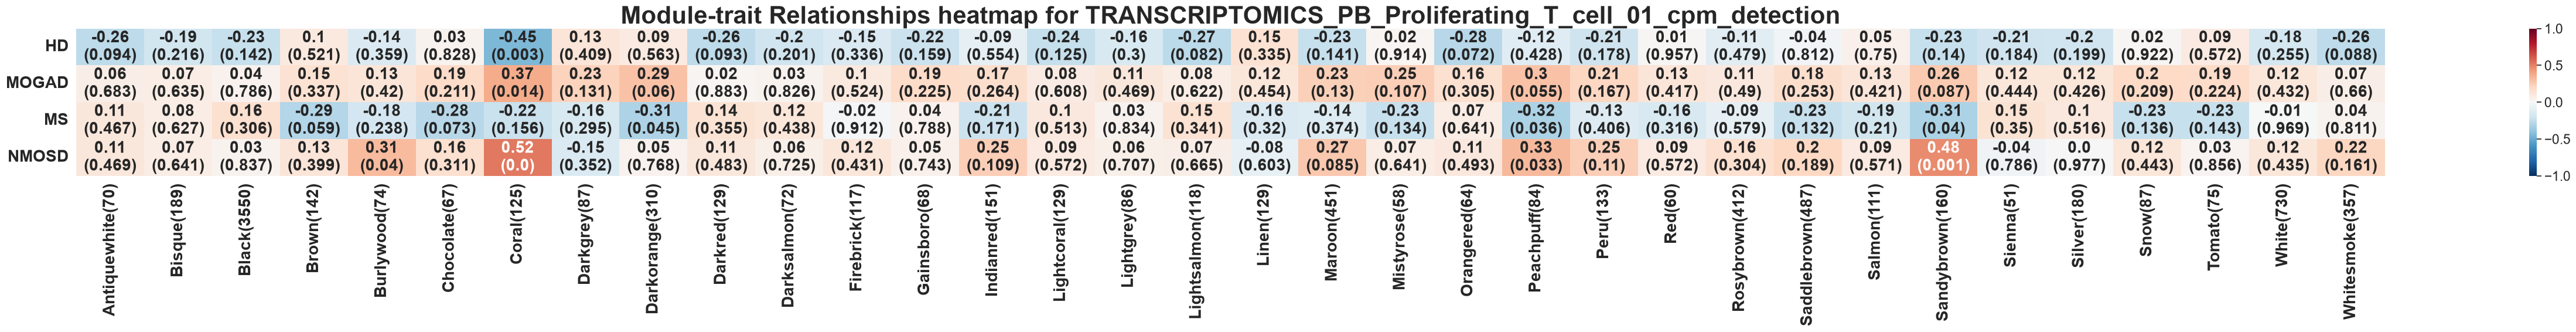 Module-trait Relationships heatmap for TRANSCRIPTOMICS_PB_Proliferating_T_cell_01_cpm_detection
HD -0.26 -0.19 -0.23 0.1 -0.14 0.03 -0.45 0.13 0.09 -0.26 -0.2 -0.15 -0.22 -0.09 -0.24 -0.16 -0.27 0.15 -0.23 0.02 -0.28 -0.12 -0.21 0.01 -0.11 -0.04 0.05 -0.23 -0.21 -0.2 0.02 0.09 -0.18 -0.26
(0.094) (0.216) (0.142) (0.521) (0.359) (0.828) (0.003) (0.409) (0.563) (0.093) (0.201) (0.336) (0.159) (0.554) (0.125) (0.3) (0.082) (0.335) (0.141) (0.914) (0.072) (0.428) (0.178) (0.957) (0.479) (0.812) (0.75) (0.14) (0.184) (0.199) (0.922) (0.572) (0.255) (0.088)
MOGAD 0.06 0.07 0.04 0.15 0.13 0.19 0.37 0.23 0.29 0.02 0.03 0.1 0.19 0.17 0.08 0.11 0.08 0.12 0.23 0.25 0.16 0.3 0.21 0.13 0.11 0.18 0.13 0.26 0.12 0.12 0.2 0.19 0.12 0.07
(0.683) (0.635) (0.786) (0.337) (0.42) (0.211) (0.014) (0.131) (0.06) (0.883) (0.826) (0.524) (0.225) (0.264) (0.608) (0.469) (0.622) (0.454) (0.13) (0.107) (0.305) (0.055) (0.167) (0.417) (0.49) (0.253) (0.421) (0.087) (0.444) (0.426) (0.209) (0.224) (0.432) (0.66)
MS 0.11 0.08 0.16 -0.29 -0.18 -0.28 -0.22 -0.16 -0.31 0.14 0.12 -0.02 0.04 -0.21 0.1 0.03 0.15 -0.16 -0.14 -0.23 0.07 -0.32 -0.13 -0.16 -0.09 -0.23 -0.19 -0.31 0.15 0.1 -0.23 -0.23 -0.01 0.04
(0.467) (0.627) (0.306) (0.059) (0.238) (0.073) (0.156) (0.295) (0.045) (0.355) (0.438) (0.912) (0.788) (0.171) (0.513) (0.834) (0.341) (0.32) (0.374) (0.134) (0.641) (0.036) (0.406) (0.316) (0.579) (0.132) (0.21) (0.04) (0.35) (0.516) (0.136) (0.143) (0.969) (0.811)
NMOSD 0.11 0.07 0.03 0.13 0.31 0.16 0.52 -0.15 0.05 0.11 0.06 0.12 0.05 0.25 0.09 0.06 0.07 -0.08 0.27 0.07 0.11 0.33 0.25 0.09 0.16 0.2 0.09 0.48 -0.04 0.0 0.12 0.03 0.12 0.22
(0.469) (0.641) (0.837) (0.399) (0.04) (0.311) (0.0) (0.352) (0.768) (0.483) (0.725) (0.431) (0.743) (0.109) (0.572) (0.707) (0.665) (0.603) (0.085) (0.641) (0.493) (0.033) (0.11) (0.572) (0.304) (0.189) (0.571) (0.001) (0.786) (0.977) (0.443) (0.856) (0.435) (0.161)
Antiquewhite(70)
Bisque(189)
Black(3550)
Brown(142)
Burlywood(74)
Chocolate(67)
Coral(125)
Darkgrey(87)
Darkorange(310)
Darkred(129)
Darksalmon(72)
Firebrick(117)
Gainsboro(68)
Indianred(151)
Lightcoral(129)
Lightgrey(86)
Lightsalmon(118)
Linen(129)
Maroon(451)
Mistyrose(58)
Orangered(64)
Peachpuff(84)
Peru(133)
Red(60)
Rosybrown(412)
Saddlebrown(487)
Salmon(111)
Sandybrown(160)
Sienna(51)
Silver(180)
Snow(87)
Tomato(75)
White(730)
Whitesmoke(357)
1.0
0.5
0.0
−0.5
−1.0